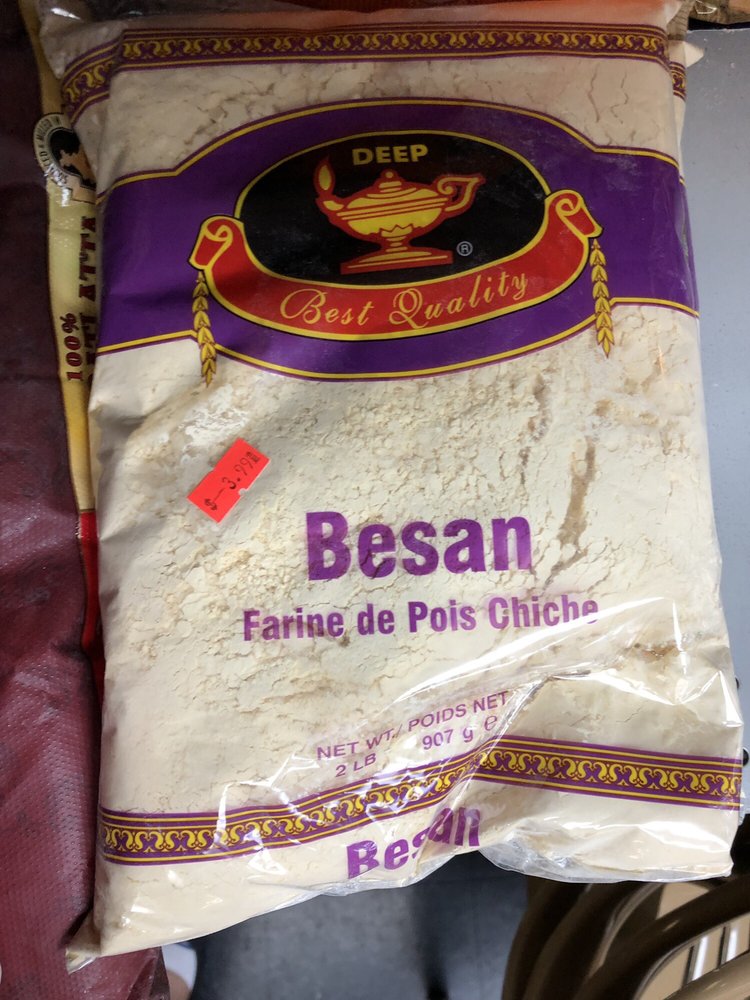 DEEP
®
Best Quality
$-3.99
Besan
Farine de Pois Chiche
NET WT./ POIDS NET
2 LB 907 g e
Besan
100%
ATTA